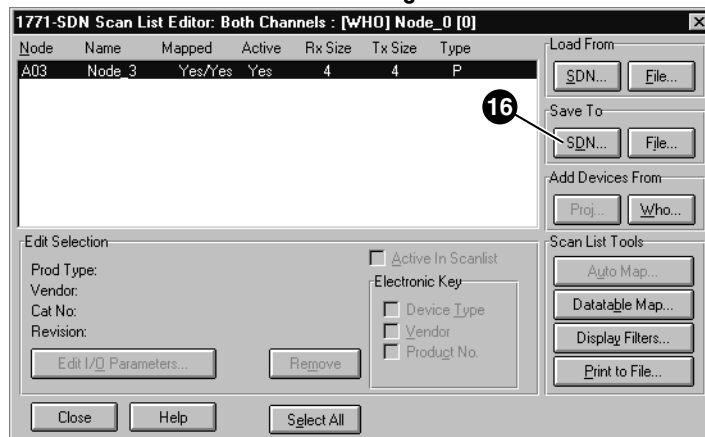 1771-SDN Scan List Editor: Both Channels : [WHO] Node_0 [0]
Node Name Mapped Active Rx Size Tx Size Type
A03 Node_3 Yes/Yes Yes 4 4 P
Load From
SDN... File...
16
Save To
SDN... File...
Add Devices From
Proj... Who...
Edit Selection
Prod Type:
Vendor:
Cat No:
Revision:
Edit I/O Parameters... Remove
Active In Scanlist
Electronic Key
Device Type
Vendor
Product No.
Scan List Tools
Auto Map...
Datatable Map...
Display Filters...
Print to File...
Close Help Select All